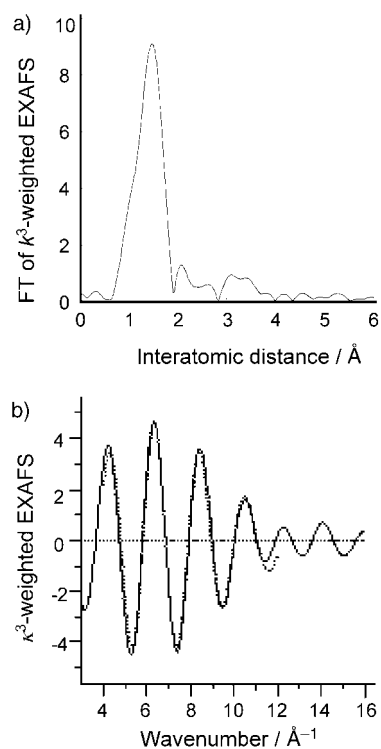 a)
10
8
6
4
2
0
FT of k³-weighted EXAFS
0 1 2 3 4 5 6
Interatomic distance / Å
b)
4
2
0
-2
-4
κ³-weighted EXAFS
4 6 8 10 12 14 16
Wavenumber / Å⁻¹